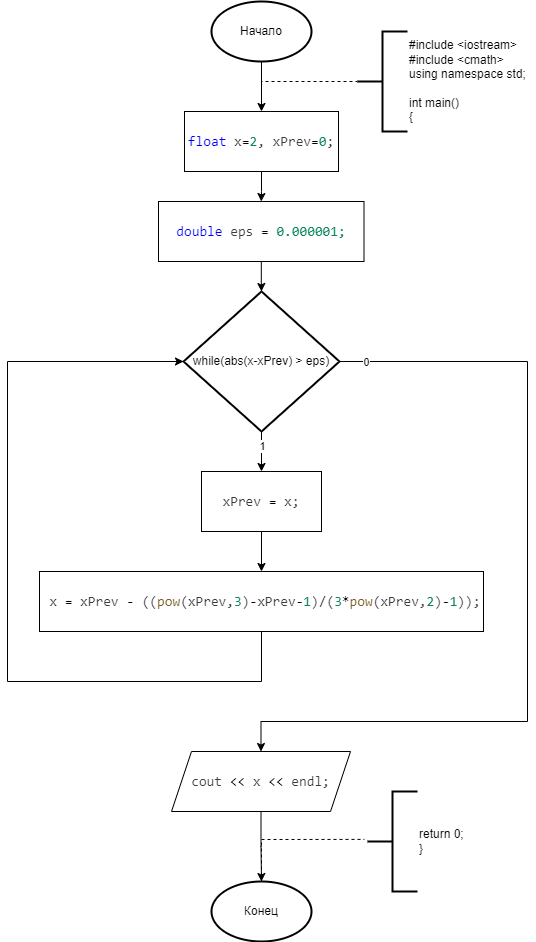 Начало
#include <iostream>
#include <cmath>
using namespace std;
int main()
{
float x=2, xPrev=0;
double eps = 0.000001;
while(abs(x-xPrev) > eps)
0
1
xPrev = x;
x = xPrev - ((pow(xPrev,3)-xPrev-1)/(3*pow(xPrev,2)-1));
cout << x << endl;
return 0;
}
Конец